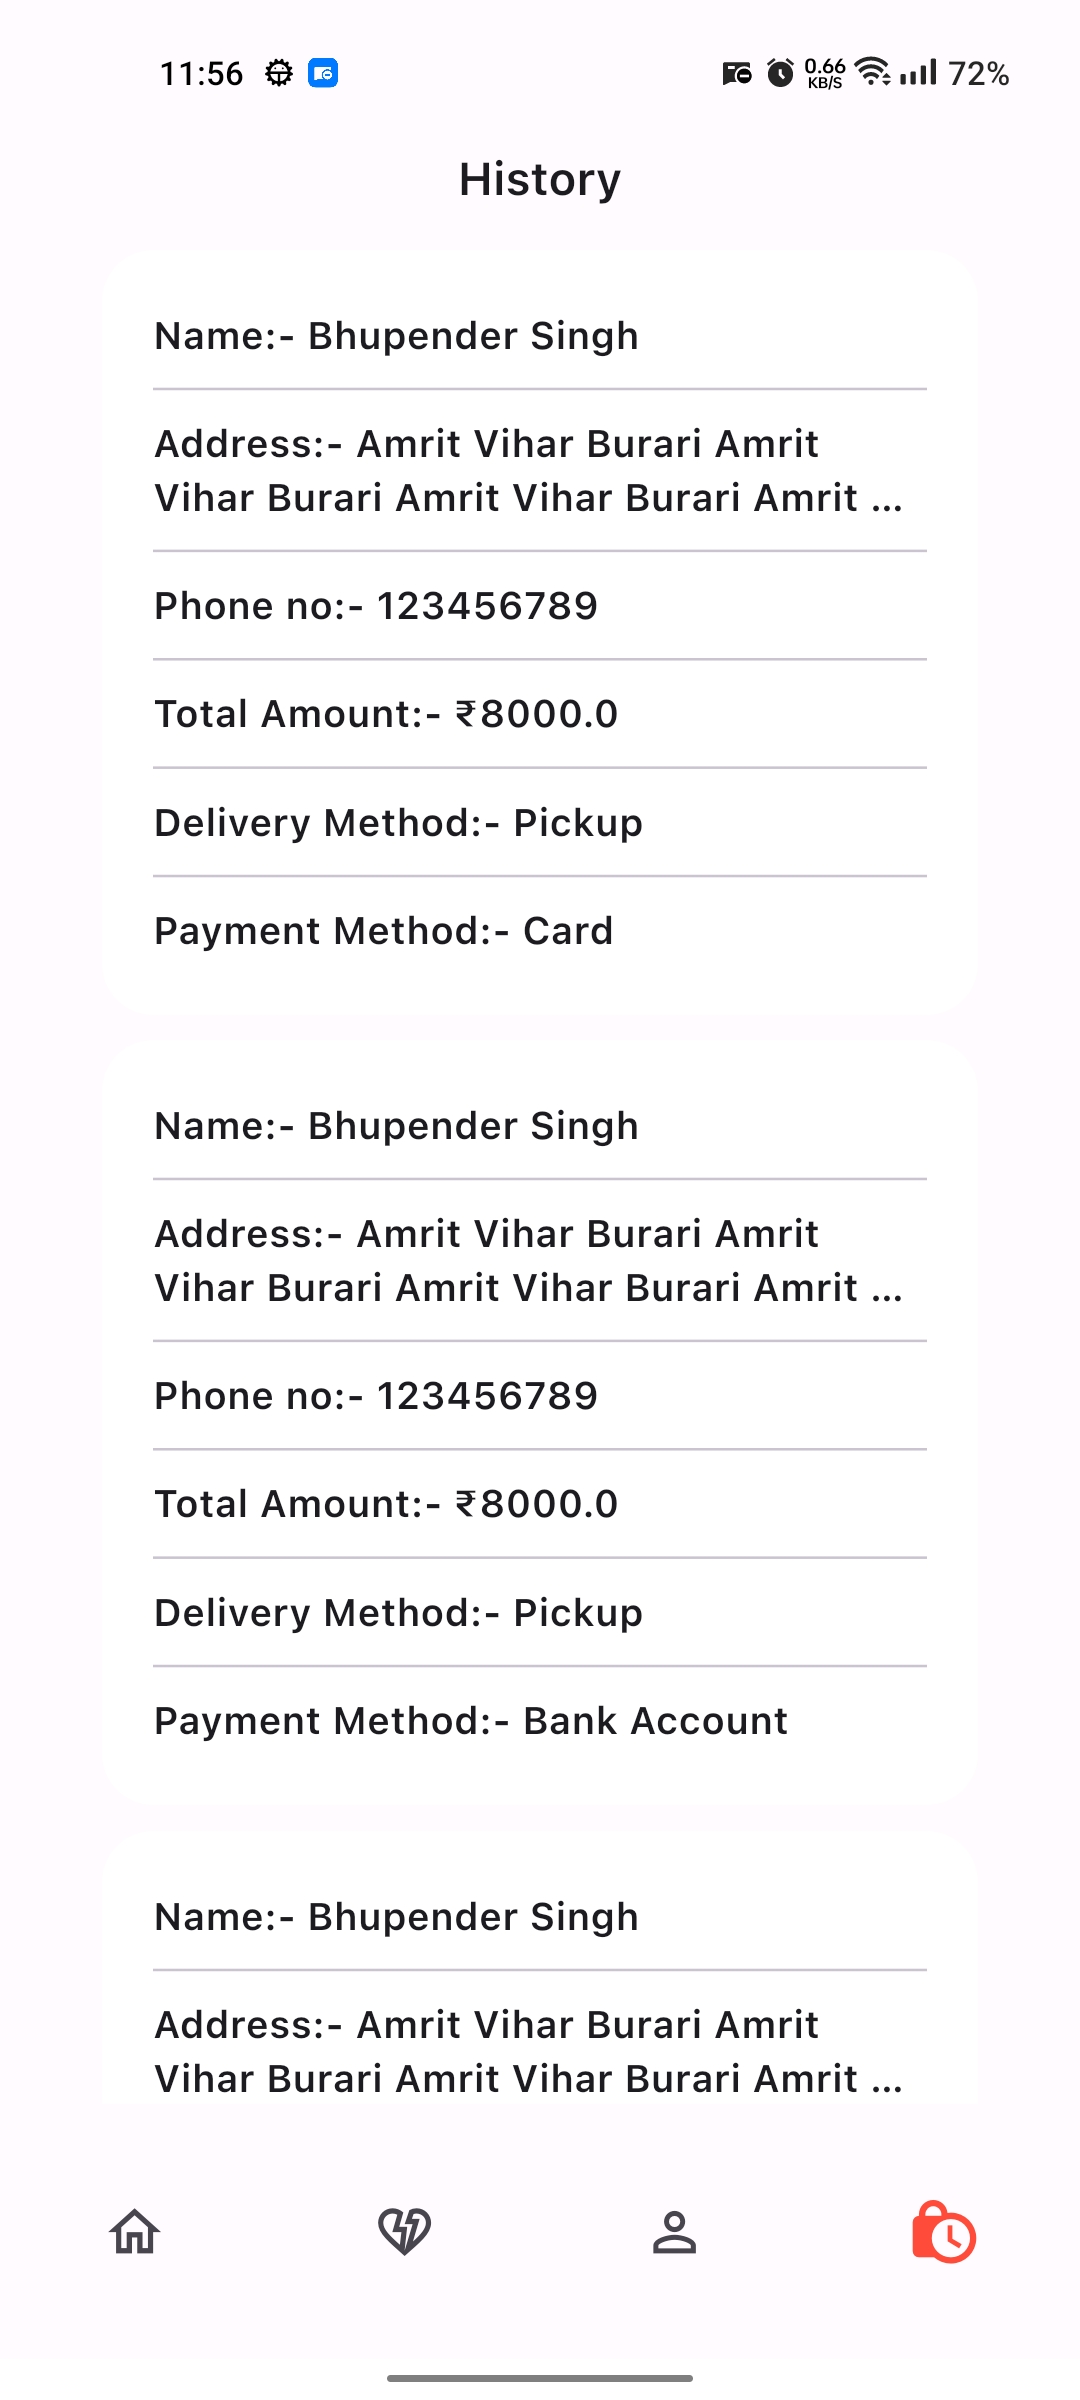 11:56
0.66
KB/S
72%
History
Name:- Bhupender Singh
Address:- Amrit Vihar Burari Amrit
Vihar Burari Amrit Vihar Burari Amrit ...
Phone no:- 123456789
Total Amount:- ₹8000.0
Delivery Method:- Pickup
Payment Method:- Card
Name:- Bhupender Singh
Address:- Amrit Vihar Burari Amrit
Vihar Burari Amrit Vihar Burari Amrit ...
Phone no:- 123456789
Total Amount:- ₹8000.0
Delivery Method:- Pickup
Payment Method:- Bank Account
Name:- Bhupender Singh
Address:- Amrit Vihar Burari Amrit
Vihar Burari Amrit Vihar Burari Amrit ...